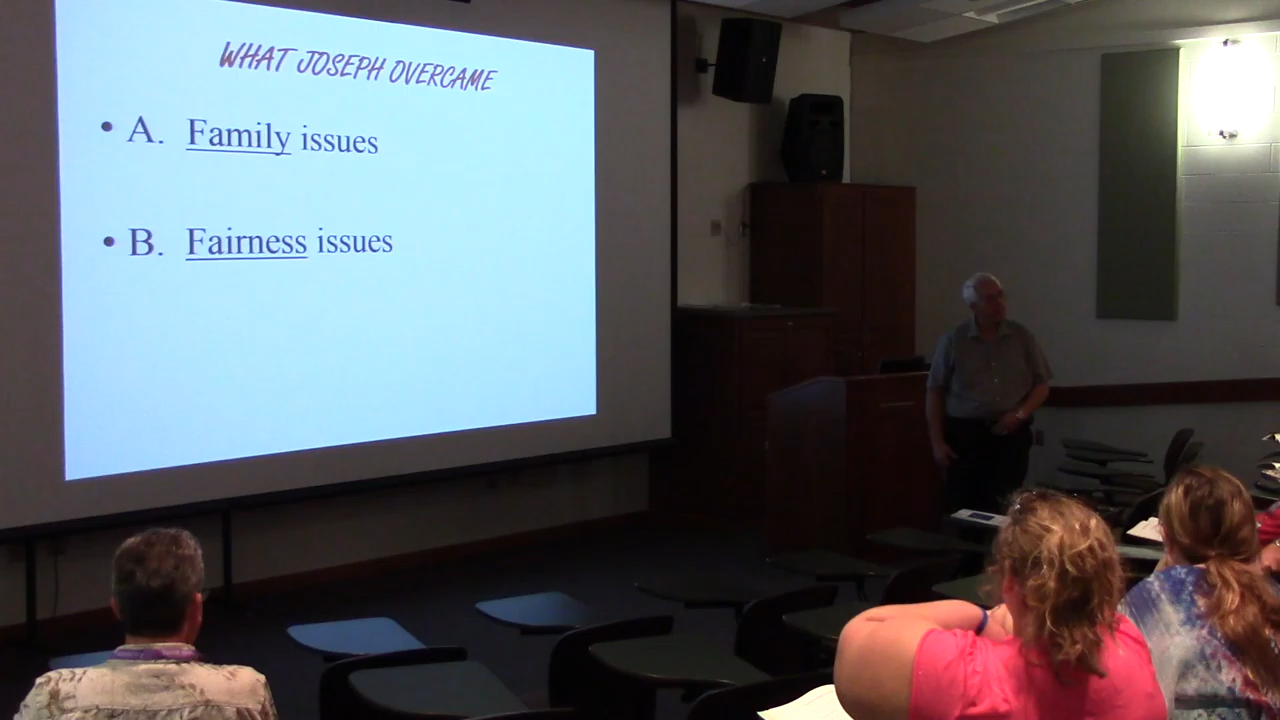 WHAT JOSEPH OVERCAME
• A. Family issues
• B. Fairness issues